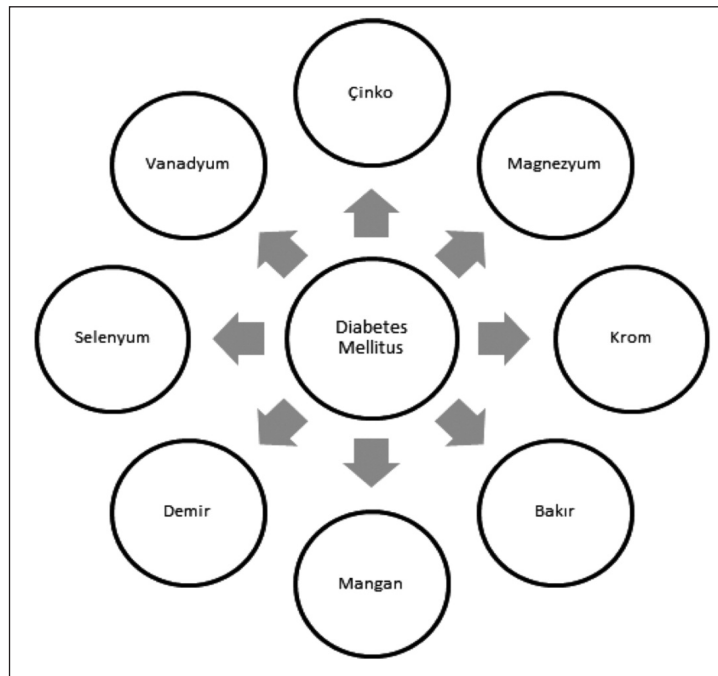 Çinko
Vanadyum
Magnezyum
Selenyum
Diabetes
Mellitus
Krom
Demir
Bakır
Mangan